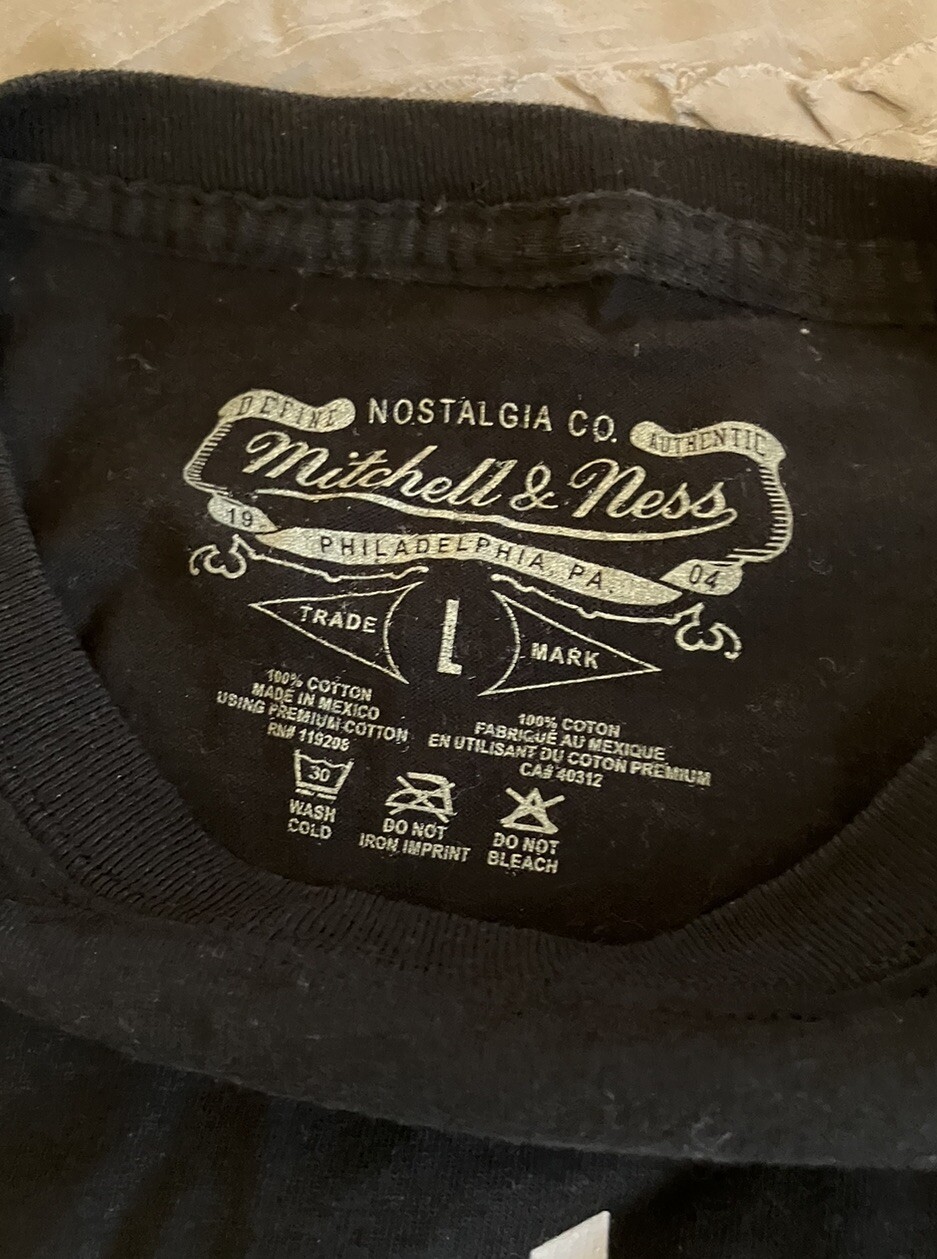 DEFINE NOSTALGIA CO. AUTHENTIC
Mitchell & Ness
19 PHILADELPHIA, PA. 04
TRADE L MARK
100% COTTON
MADE IN MEXICO
USING PREMIUM COTTON
RN# 119208
100% COTON
FABRIQUÉ AU MEXIQUE
EN UTILISANT DU COTON PREMIUM
CA# 40312
30
WASH
COLD
DO NOT
IRON IMPRINT
DO NOT
BLEACH